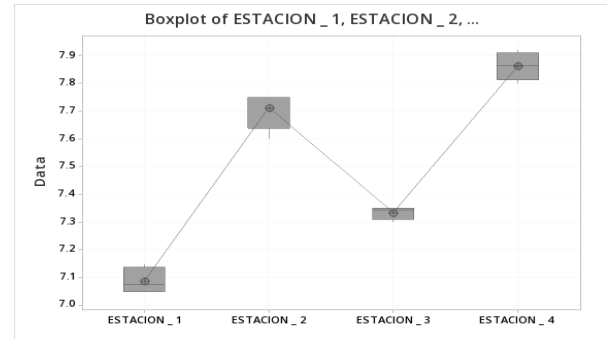 Boxplot of ESTACION _ 1, ESTACION _ 2, ...
Data
7.9
7.8
7.7
7.6
7.5
7.4
7.3
7.2
7.1
7.0
ESTACION _ 1
ESTACION _ 2
ESTACION _ 3
ESTACION _ 4